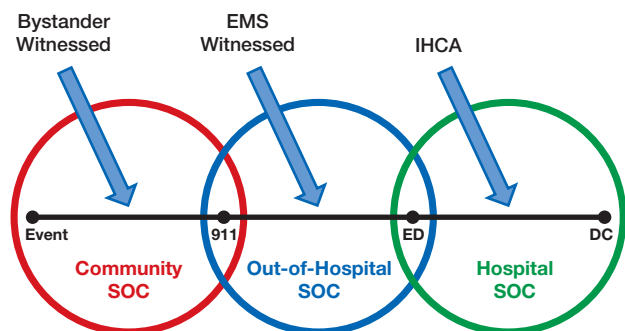 Bystander
Witnessed
EMS
Witnessed
IHCA
Event
911
ED
DC
Community
SOC
Out-of-Hospital
SOC
Hospital
SOC